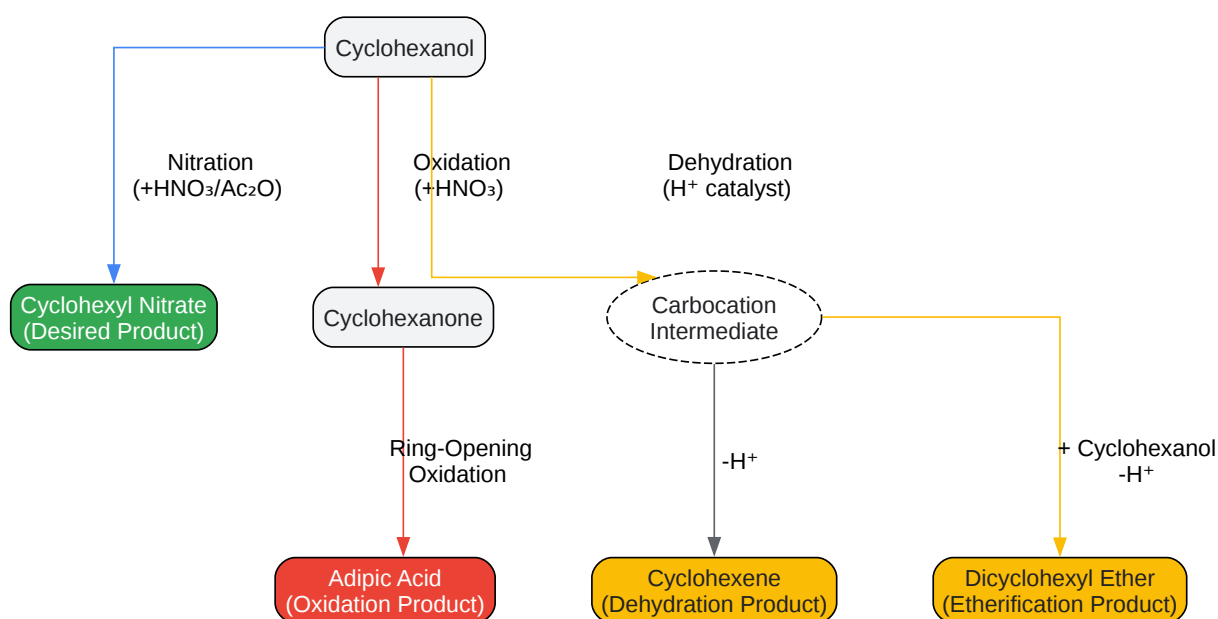 Cyclohexanol
Nitration
(+HNO₃/Ac₂O)
Oxidation
(+HNO₃)
Dehydration
(H⁺ catalyst)
Cyclohexyl Nitrate
(Desired Product)
Cyclohexanone
Carbocation
Intermediate
Ring-Opening
Oxidation
-H⁺
+ Cyclohexanol
-H⁺
Adipic Acid
(Oxidation Product)
Cyclohexene
(Dehydration Product)
Dicyclohexyl Ether
(Etherification Product)